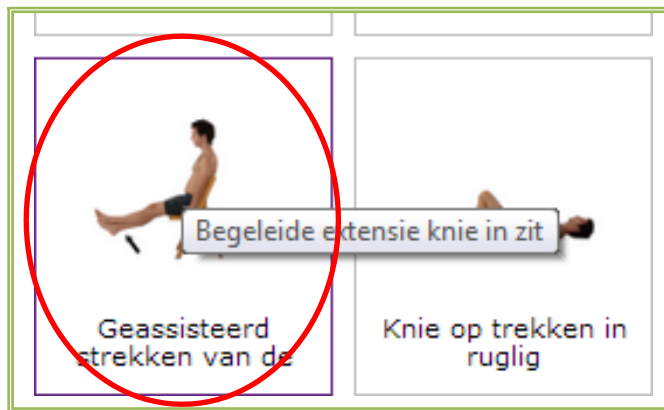 Begeleide extensie knie in zit
Geassisteerd
strekken van de
Knie op trekken in
ruglig